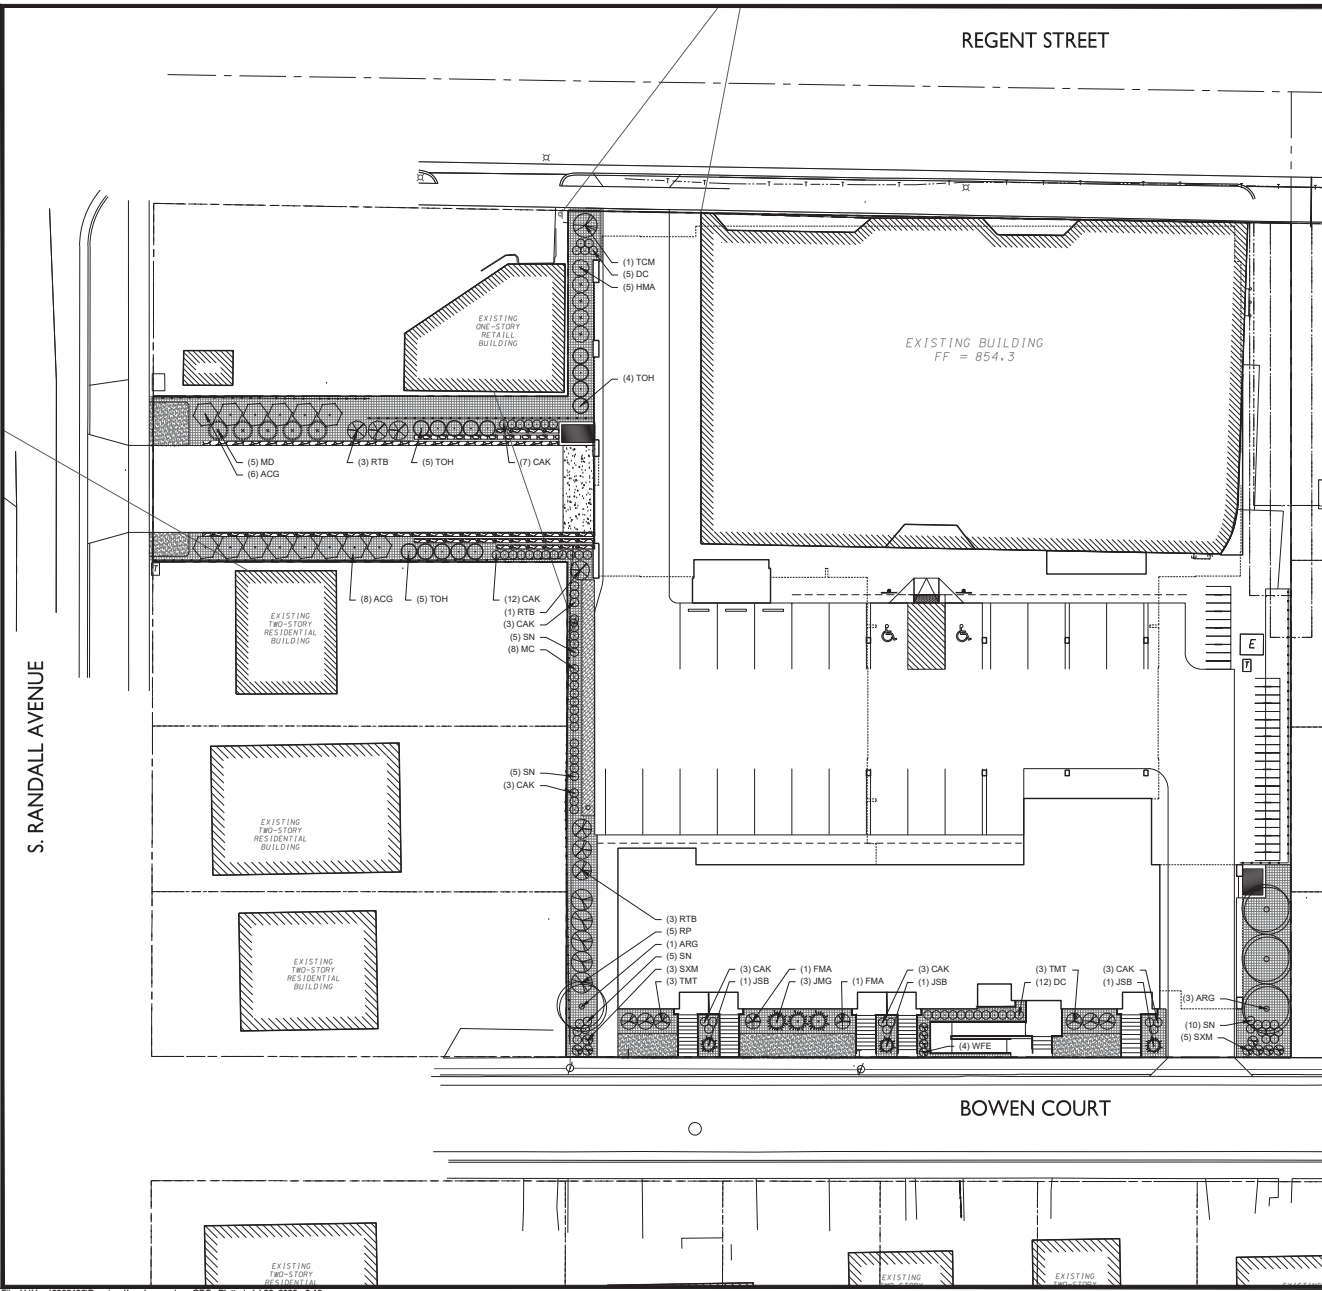 REGENT STREET
(1) TCM
(5) DC
(5) HMA
EXISTING
ONE-STORY
RETAILL
BUILDING
EXISTING BUILDING
FF = 854.3
(4) TOH
(5) MD
(6) ACG
(3) RTB
(5) TOH
(7) CAK
T
(8) ACG
(5) TOH
(12) CAK
(1) RTB
(3) CAK
(5) SN
(8) MC
EXISTING
TWO-STORY
RESIDENTIAL
BUILDING
E
T
S. RANDALL AVENUE
(5) SN
(3) CAK
EXISTING
TWO-STORY
RESIDENTIAL
BUILDING
(3) RTB
(5) RP
(1) ARG
(5) SN
(3) SXM
(3) TMT
EXISTING
TWO-STORY
RESIDENTIAL
BUILDING
(3) CAK
(1) JSB
(1) FMA
(3) JMG
(1) FMA
(3) CAK
(1) JSB
(3) TMT
(12) DC
(3) CAK
(1) JSB
(3) ARG
(10) SN
(5) SXM
(4) WFE
BOWEN COURT
EXISTING
TWO-STORY
RESIDENTIAL
EXISTING
TWO-STORY
EXISTING
TWO-STORY